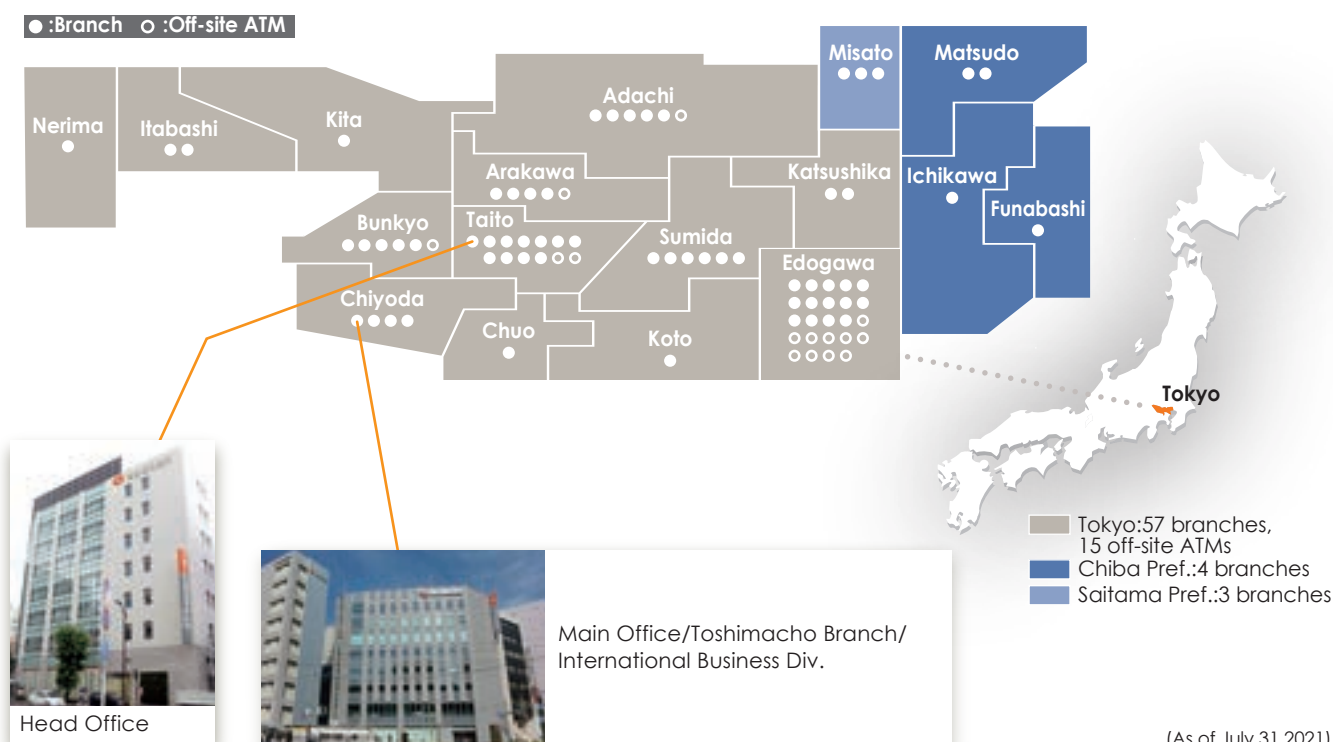 :Branch :Off-site ATM
Misato
Matsudo
Adachi
Nerima
Itabashi
Kita
Arakawa
Katsushika
Ichikawa
Bunkyo
Taito
Sumida
Funabashi
Edogawa
Chiyoda
Chuo
Koto
Tokyo
Tokyo:57 branches,
15 off-site ATMs
Chiba Pref.:4 branches
Saitama Pref.:3 branches
Main Office/Toshimacho Branch/
International Business Div.
Head Office
(As of July 31,2021)